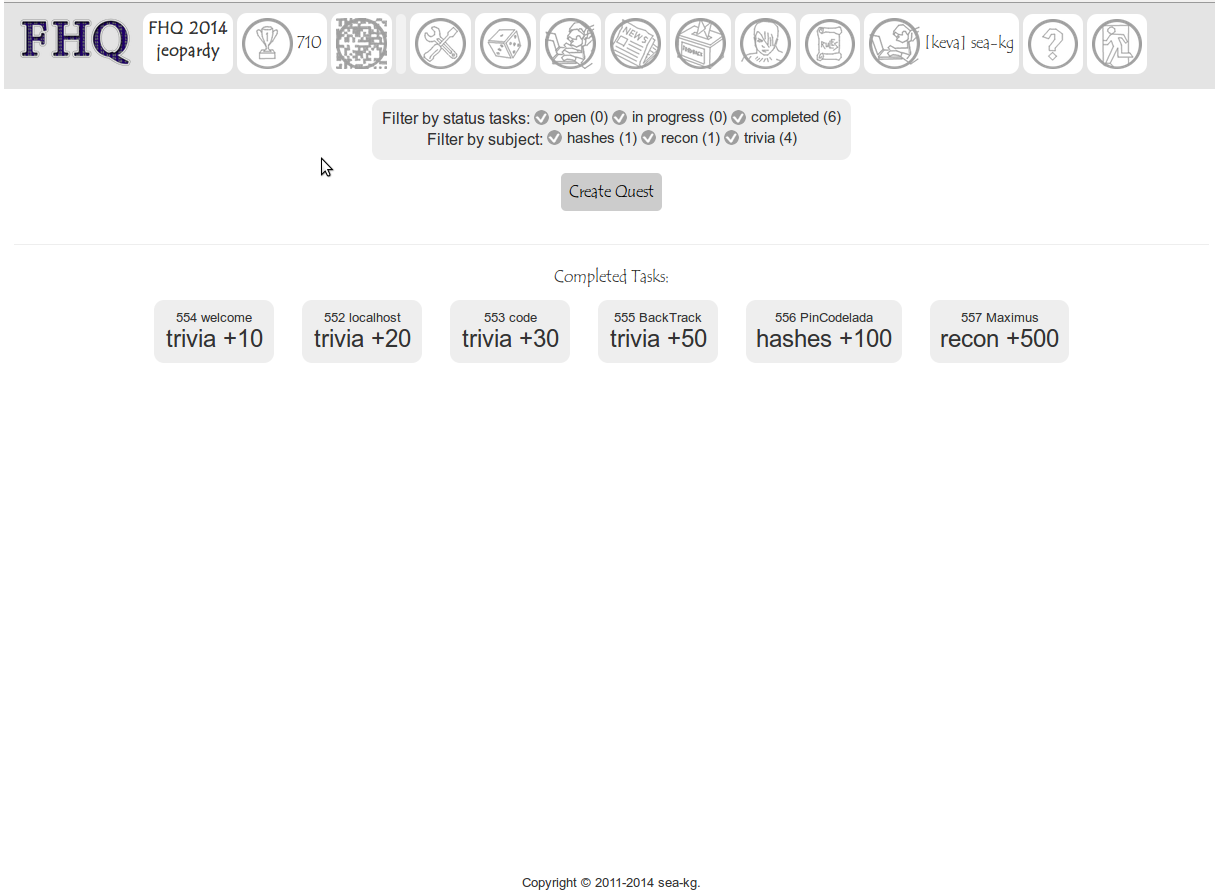 FHQ
FHQ 2014
jeopardy
710
NEWS
RULES
[keva] sea-kg
Filter by status tasks: open (0) in progress (0) completed (6)
Filter by subject: hashes (1) recon (1) trivia (4)
Create Quest
Completed Tasks:
554 welcome
trivia +10
552 localhost
trivia +20
553 code
trivia +30
555 BackTrack
trivia +50
556 PinCodelada
hashes +100
557 Maximus
recon +500
Copyright © 2011-2014 sea-kg.